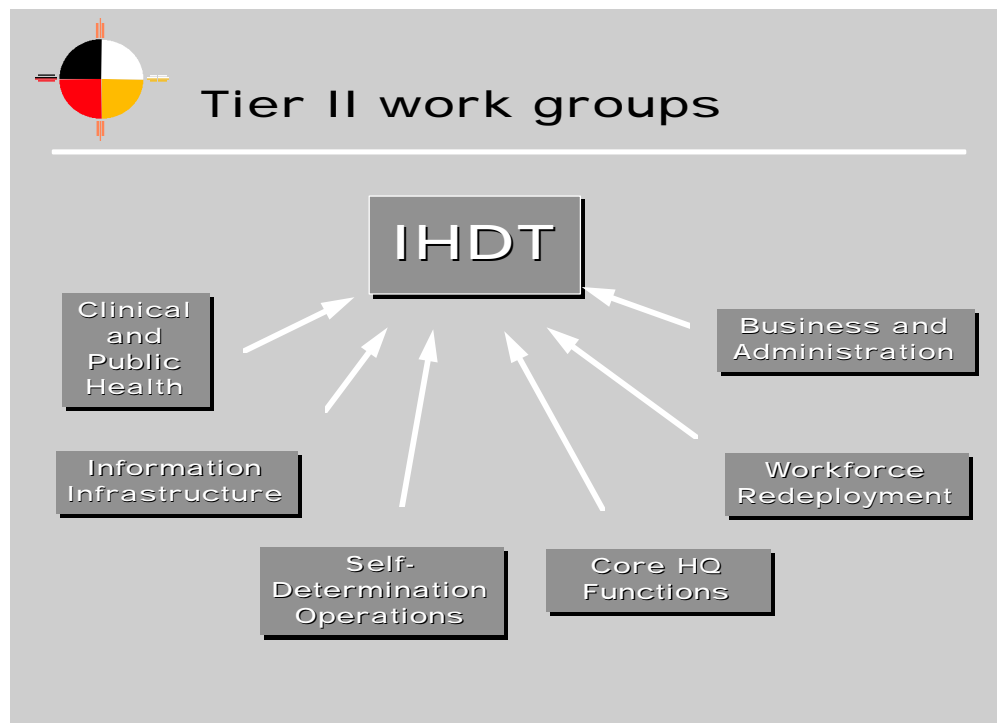 Tier II work groups
IHDT
Clinical
and
Public
Health
Business and
Administration
Information
Infrastructure
Workforce
Redeployment
Self-
Determination
Operations
Core HQ
Functions